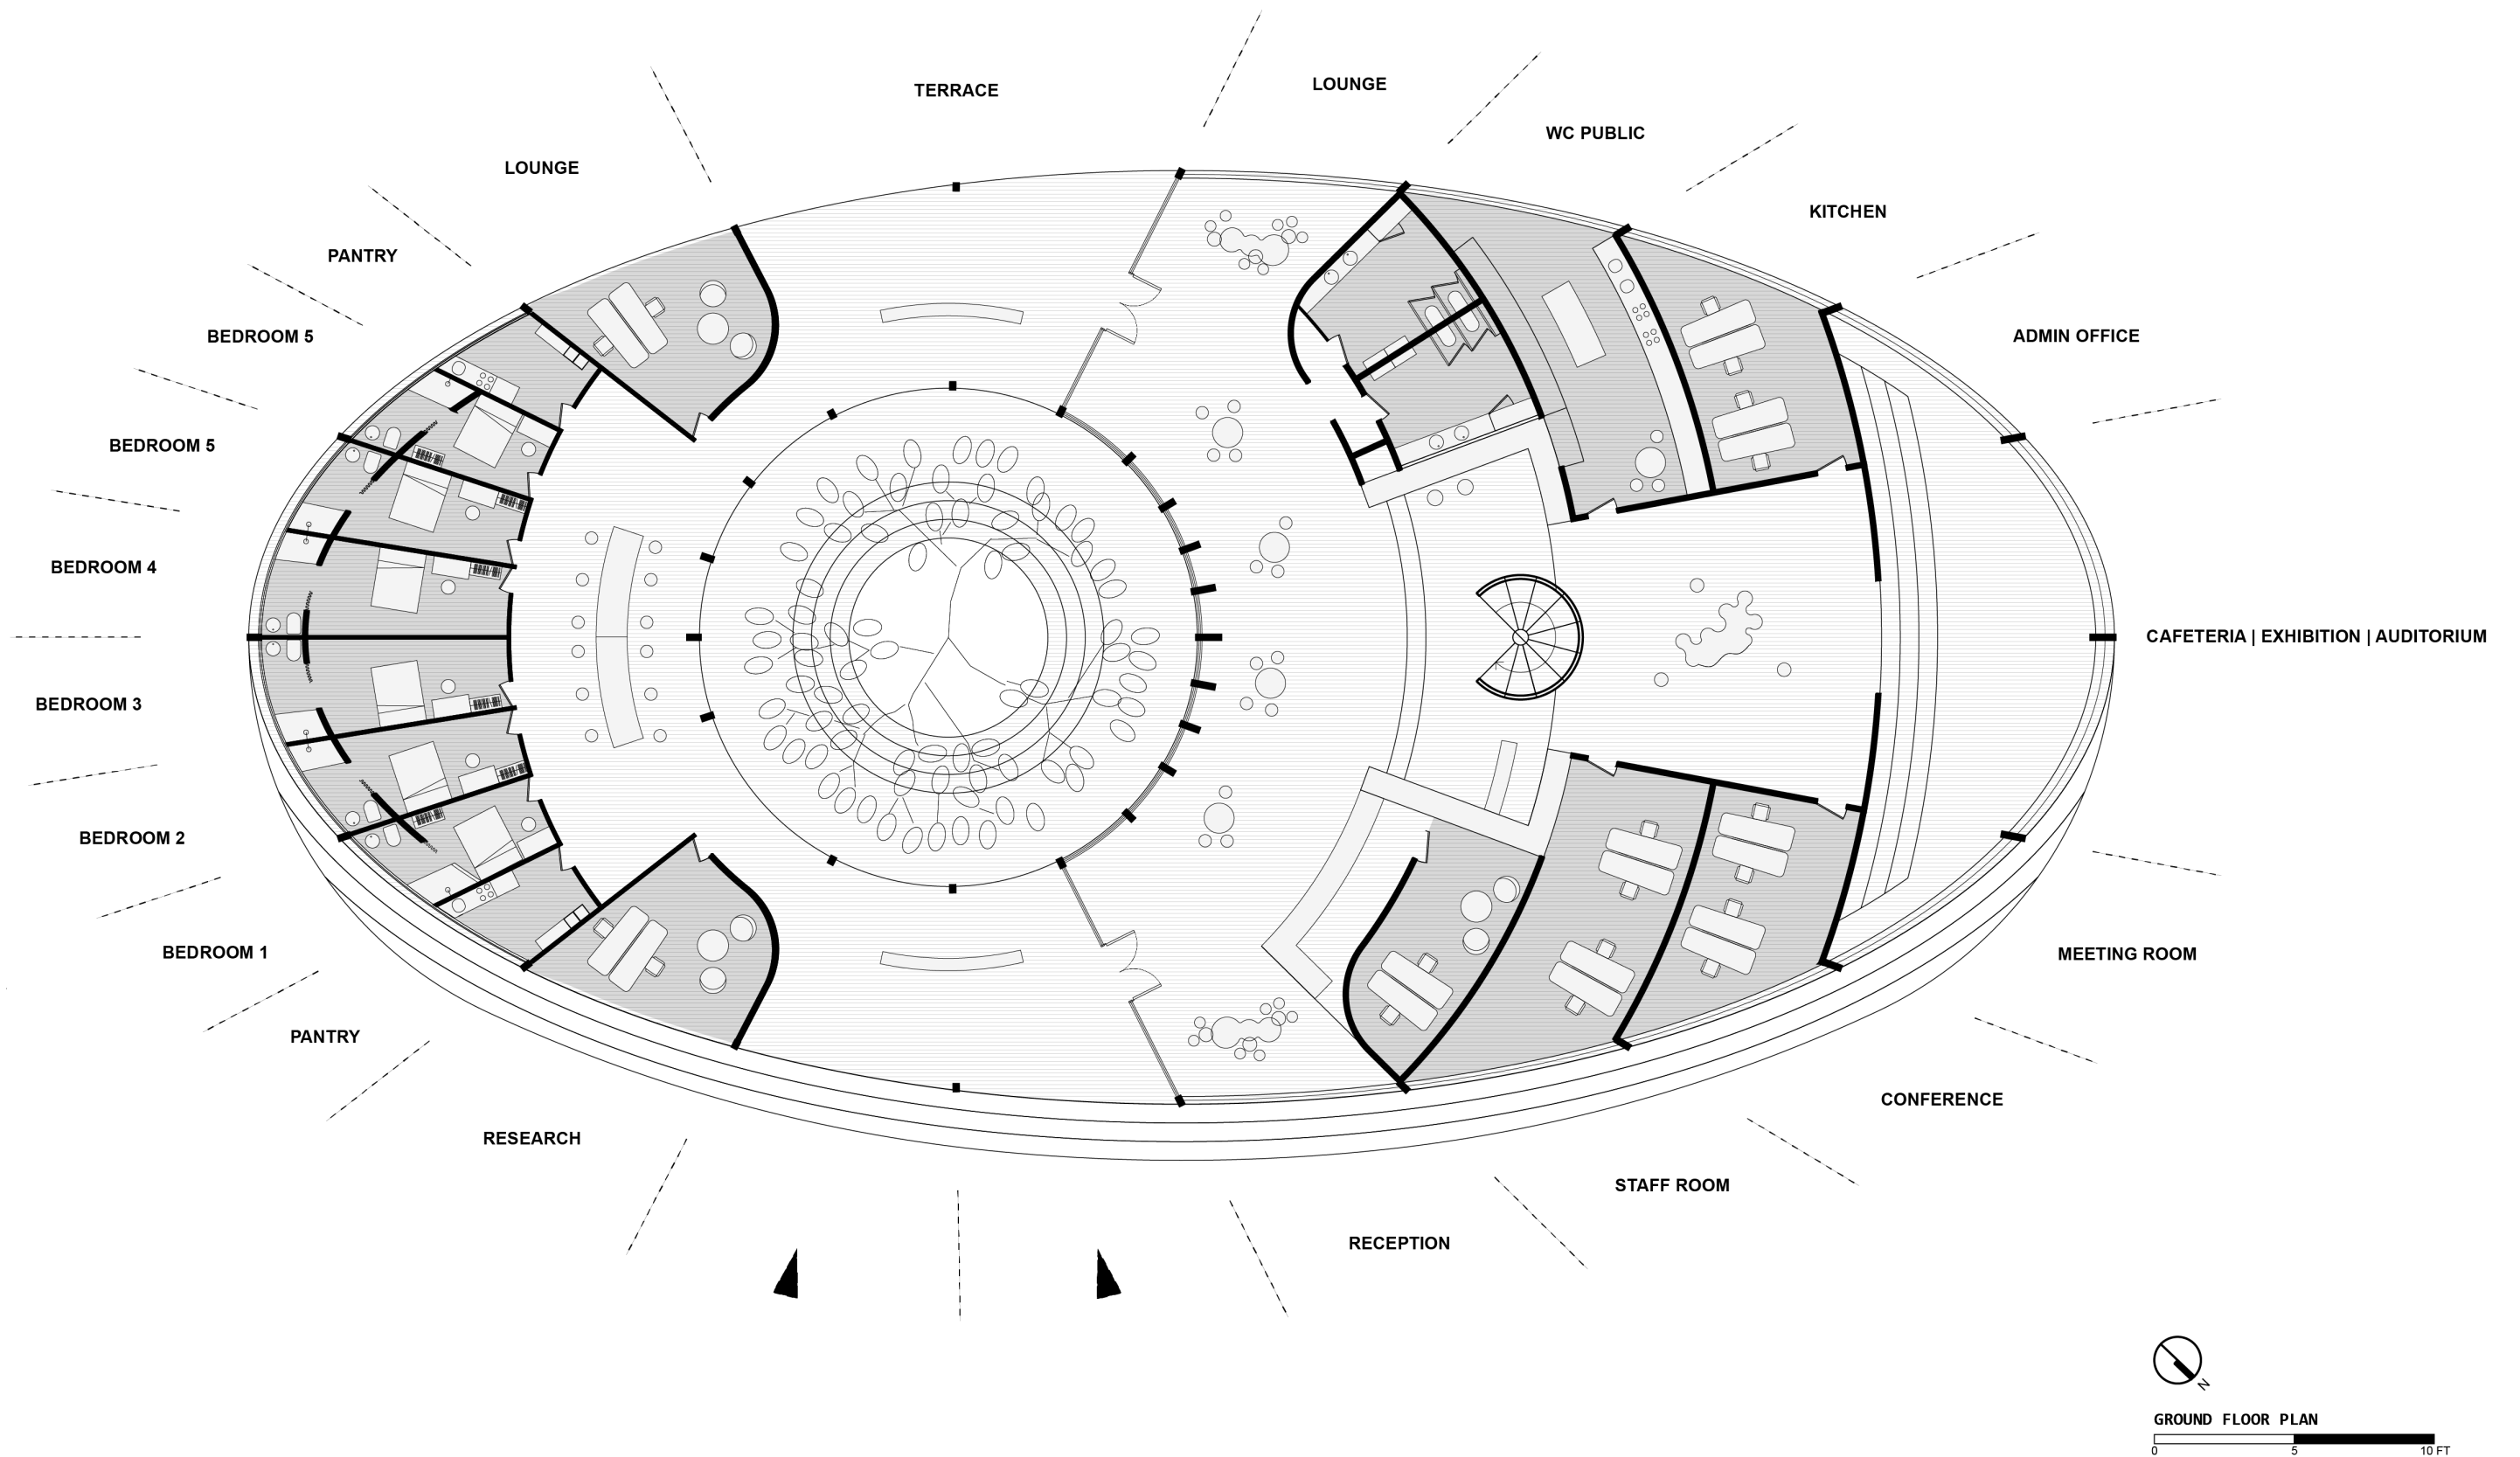 LOUNGE
TERRACE
WC PUBLIC
LOUNGE
KITCHEN
PANTRY
BEDROOM 5
ADMIN OFFICE
BEDROOM 5
BEDROOM 4
CAFETERIA | EXHIBITION | AUDITORIUM
BEDROOM 3
BEDROOM 2
BEDROOM 1
MEETING ROOM
PANTRY
CONFERENCE
RESEARCH
STAFF ROOM
RECEPTION
N
GROUND FLOOR PLAN
0 5 10 FT